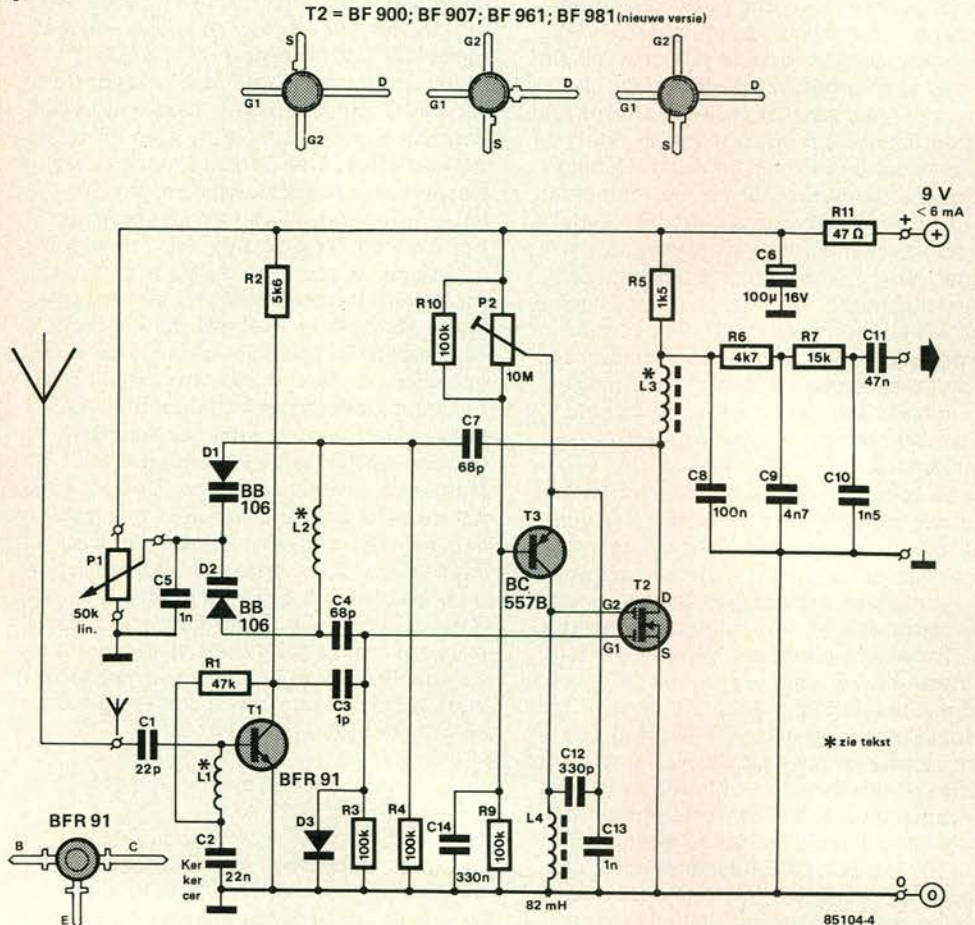 T2 = BF 900; BF 907; BF 961; BF 981 (nieuwe versie)
S
G1
D
G2
G2
G1
D
S
G2
G1
D
S
9 V
< 6 mA
R11
47 Ω
+
+
R2
5k6
R10
100k
P2
10M
R5
1k5
C6
100µ
16V
R6
4k7
R7
15k
C11
47n
*
L3
C7
68p
D1
BB
106
*
L2
C8
100n
C9
4n7
C10
1n5
T3
BC
557B
P1
50k
lin.
C5
1n
D2
BB
106
C4
68p
T2
G2
G1
D
S
R1
47k
C3
1p
T1
BFR 91
C1
22p
*
L1
* zie tekst
C12
330p
BFR 91
B
C
E
C2
Ker
ker
cer
22n
D3
R3
100k
R4
100k
C14
330n
R9
100k
L4
82 mH
C13
1n
0
0
85104-4